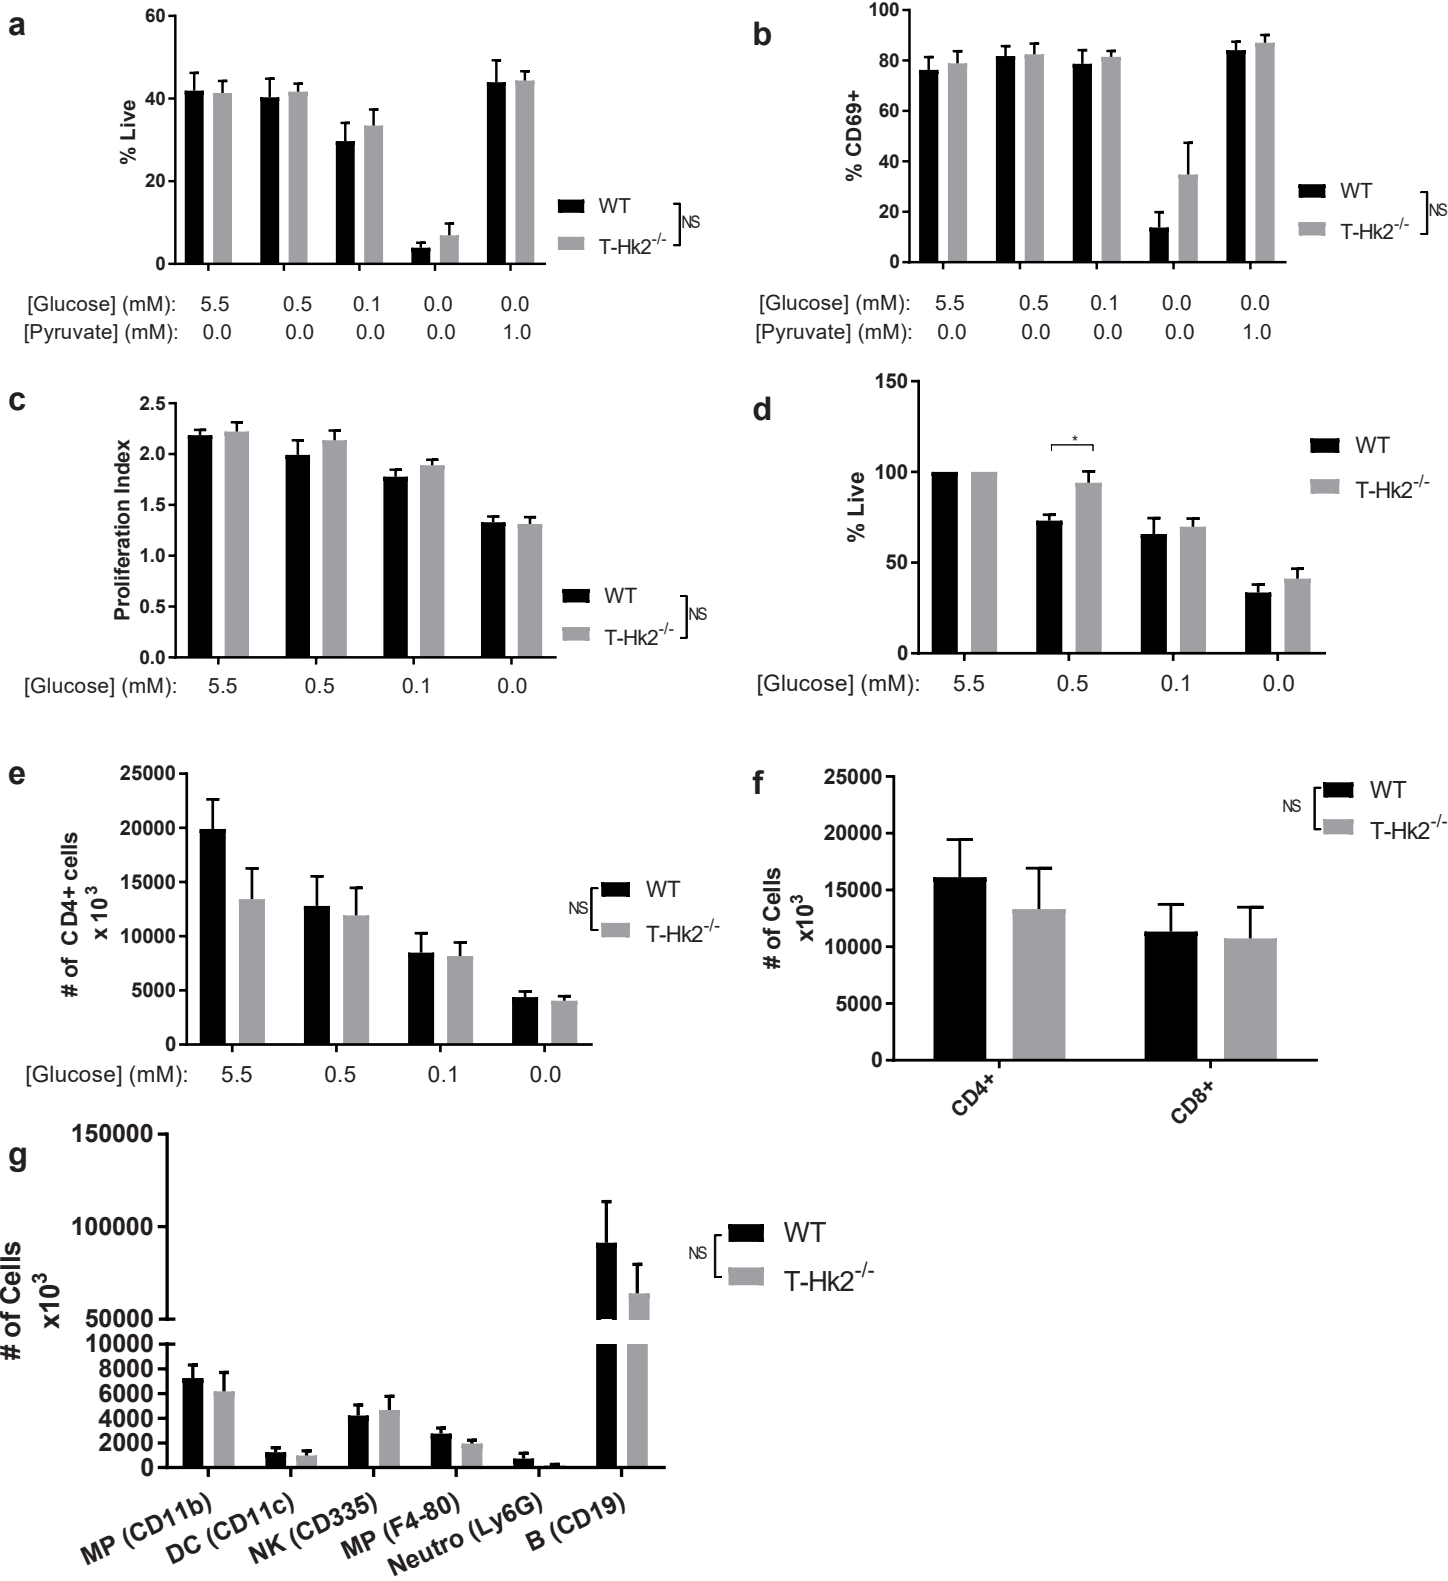 a
60
40
20
0
% Live
WT
T-Hk2-/-
NS
[Glucose] (mM): 5.5 0.5 0.1 0.0 0.0
[Pyruvate] (mM): 0.0 0.0 0.0 0.0 1.0
b
100
80
60
40
20
0
% CD69+
WT
T-Hk2-/-
NS
[Glucose] (mM): 5.5 0.5 0.1 0.0 0.0
[Pyruvate] (mM): 0.0 0.0 0.0 0.0 1.0
c
2.5
2.0
1.5
1.0
0.5
0.0
Proliferation Index
WT
T-Hk2-/-
NS
[Glucose] (mM): 5.5 0.5 0.1 0.0
d
150
100
50
0
% Live
*
WT
T-Hk2-/-
[Glucose] (mM): 5.5 0.5 0.1 0.0
e
25000
20000
15000
10000
5000
0
# of CD4+ cells
x 103
NS
WT
T-Hk2-/-
[Glucose] (mM): 5.5 0.5 0.1 0.0
f
25000
20000
15000
10000
5000
0
# of Cells
x103
NS
WT
T-Hk2-/-
CD4+
CD8+
g
150000
100000
50000
10000
8000
6000
4000
2000
0
# of Cells
x103
NS
WT
T-Hk2-/-
MP (CD11b)
DC (CD11c)
NK (CD335)
MP (F4-80)
Neutro (Ly6G)
B (CD19)